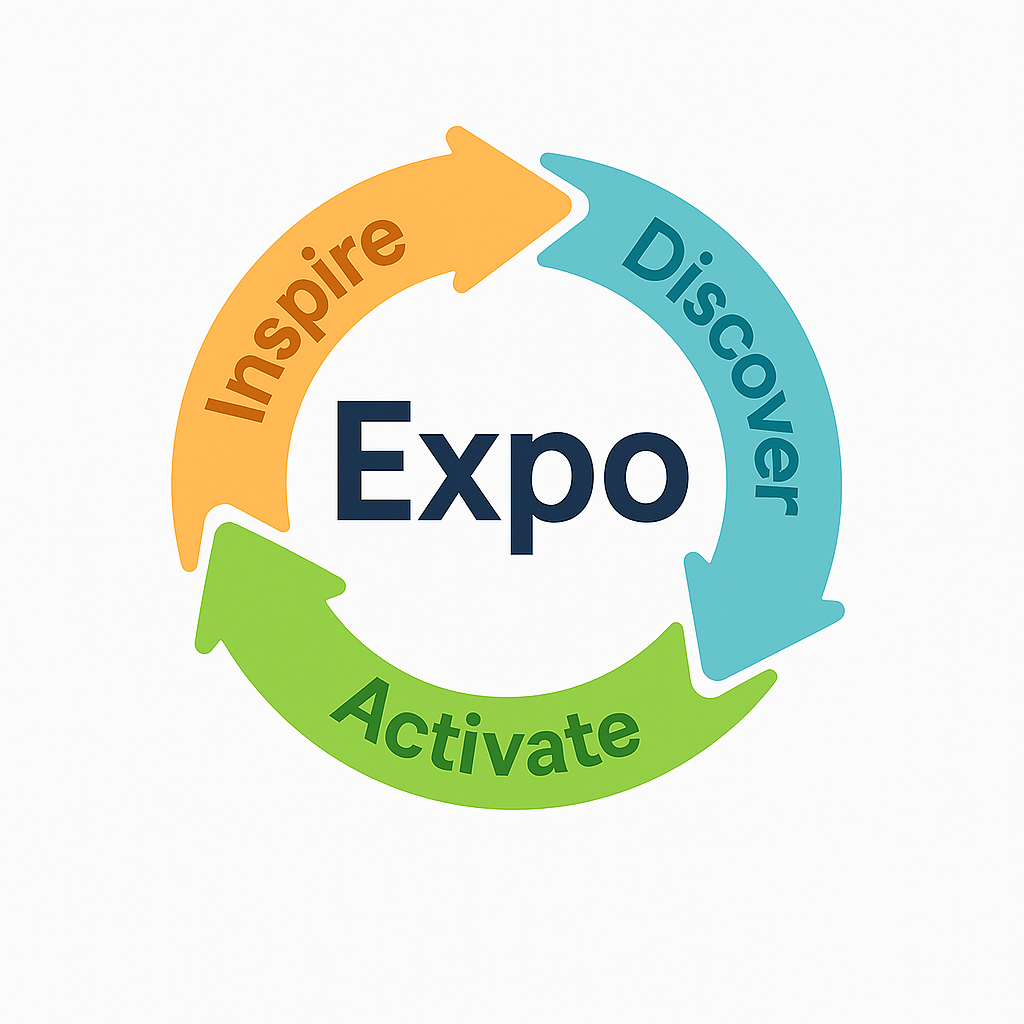 Inspire
Discover
Expo
Activate